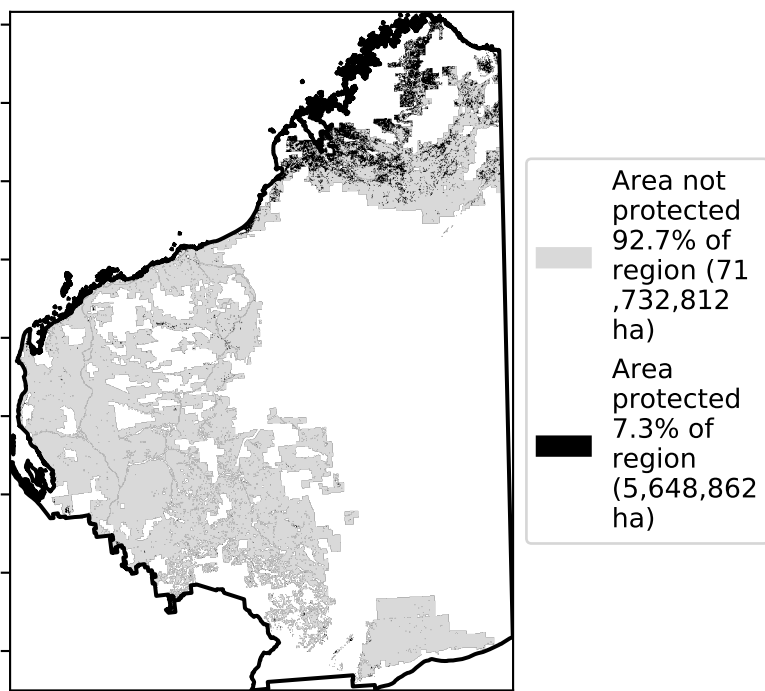 Area not
protected
92.7% of
region (71
,732,812
ha)
Area
protected
7.3% of
region
(5,648,862
ha)